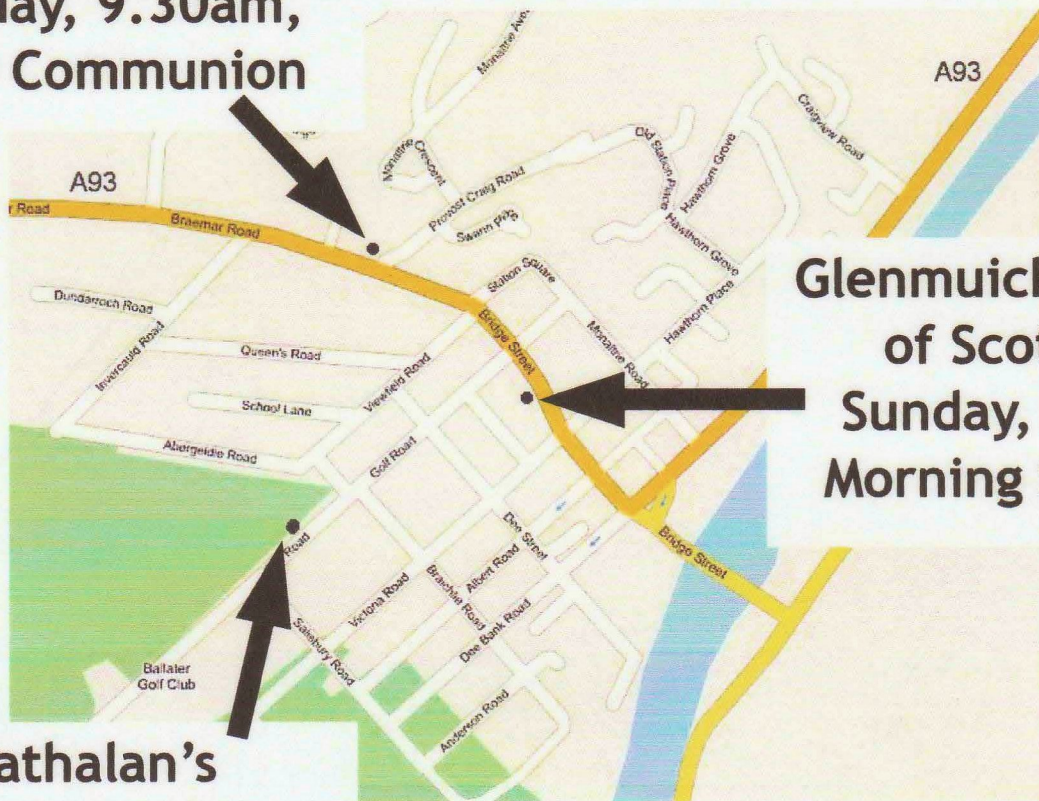 day, 9.30am,
Communion
A93
A93
r Road
Braemar Road
Monaltrie Ave
Monaltrie Crescent
Provost Craig Road
Swann Place
Old Station Place
Hawthorn Grove
Craigview Road
Hawthorn Grove
Hawthorn Place
Station Square
Monaltrie Road
Bridge Street
Dundarroch Road
Invercauld Road
Queen's Road
Viewfield Road
School Lane
Abergeldie Road
Golf Road
Glenmuick
of Scot
Sunday,
Morning
Road
Dee Street
Bridge Street
Albert Road
Braichlie Road
Victoria Road
Dee Bank Road
Salisbury Road
Ballater
Golf Club
Anderson Road
athalan's